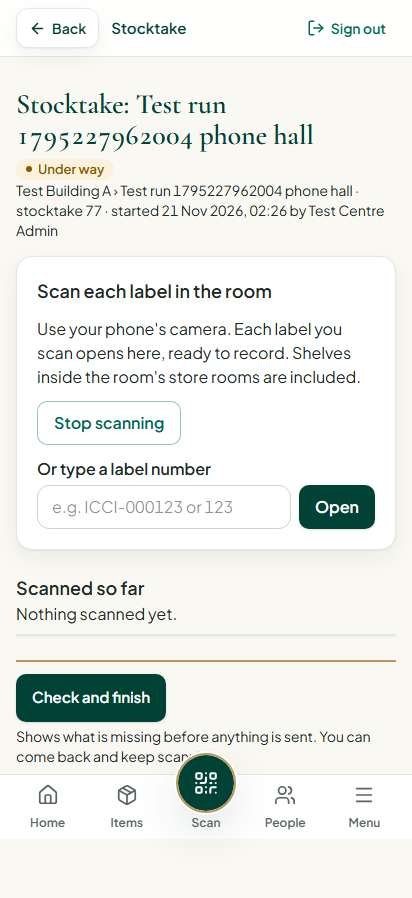 Back
Stocktake
Sign out
Stocktake: Test run
1795227962004 phone hall
Under way
Test Building A › Test run 1795227962004 phone hall ·
stocktake 77 · started 21 Nov 2026, 02:26 by Test Centre
Admin
Scan each label in the room
Use your phone's camera. Each label you
scan opens here, ready to record. Shelves
inside the room's store rooms are included.
Stop scanning
Or type a label number
e.g. ICCI-000123 or 123
Open
Scanned so far
Nothing scanned yet.
Check and finish
Shows what is missing before anything is sent. You can
come back and keep
Home
Items
Scan
People
Menu